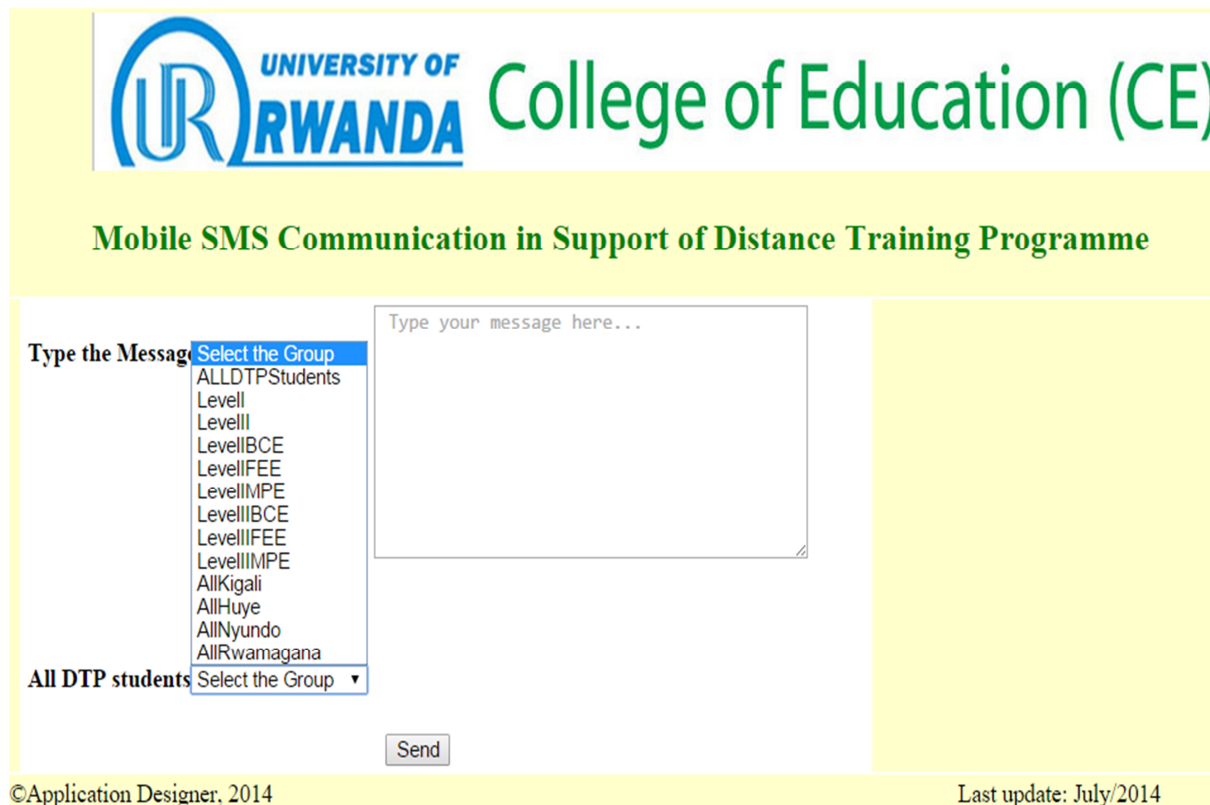 UR UNIVERSITY OF RWANDA College of Education (CE)
Mobile SMS Communication in Support of Distance Training Programme
Type your message here...
Type the Message
Select the Group
ALLDTPStudents
LevelI
LevelII
LevelIBCE
LevelIFEE
LevelIMPE
LevelIIBCE
LevelIIFEE
LevelIIMPE
AllKigali
AllHuye
AllNyundo
AllRwamagana
All DTP students Select the Group
Send
©Application Designer, 2014 Last update: July/2014